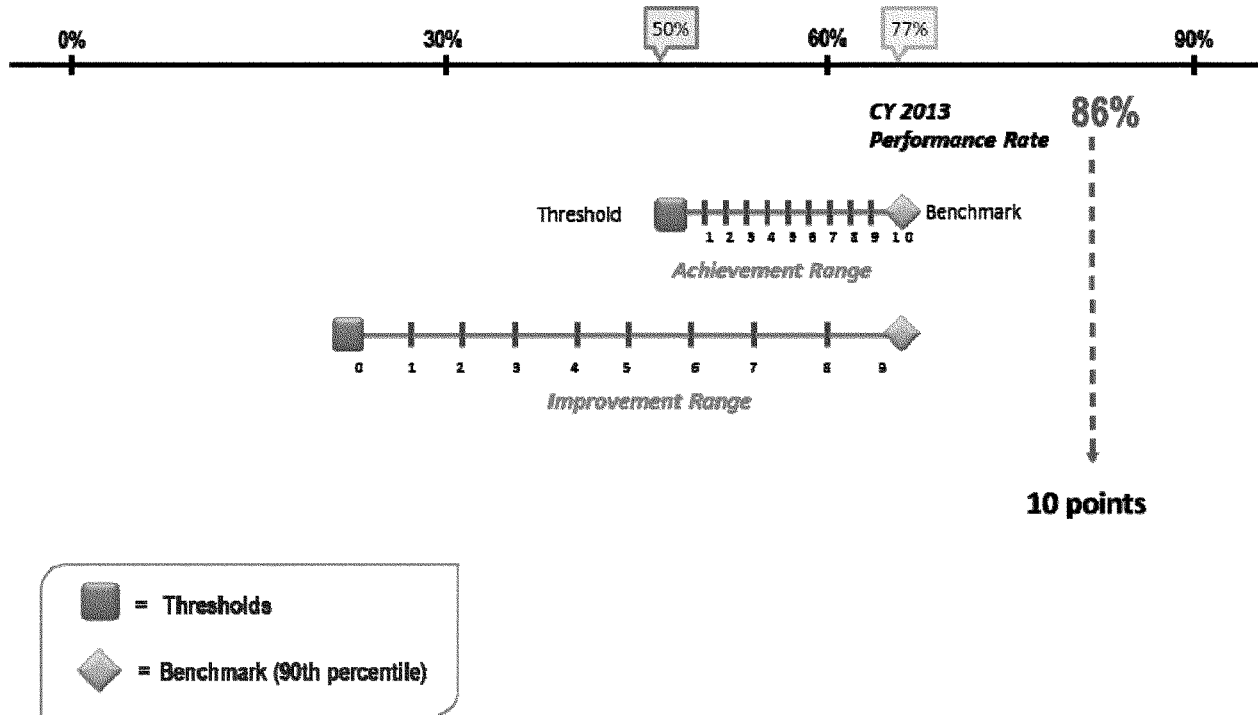 0% 30% 50% 60% 77% 90%
CY 2013 86%
Performance Rate
Threshold Benchmark
1 2 3 4 5 6 7 8 9 1 0
Achievement Range
0 1 2 3 4 5 6 7 8 9
Improvement Range
10 points
= Thresholds
= Benchmark (90th percentile)